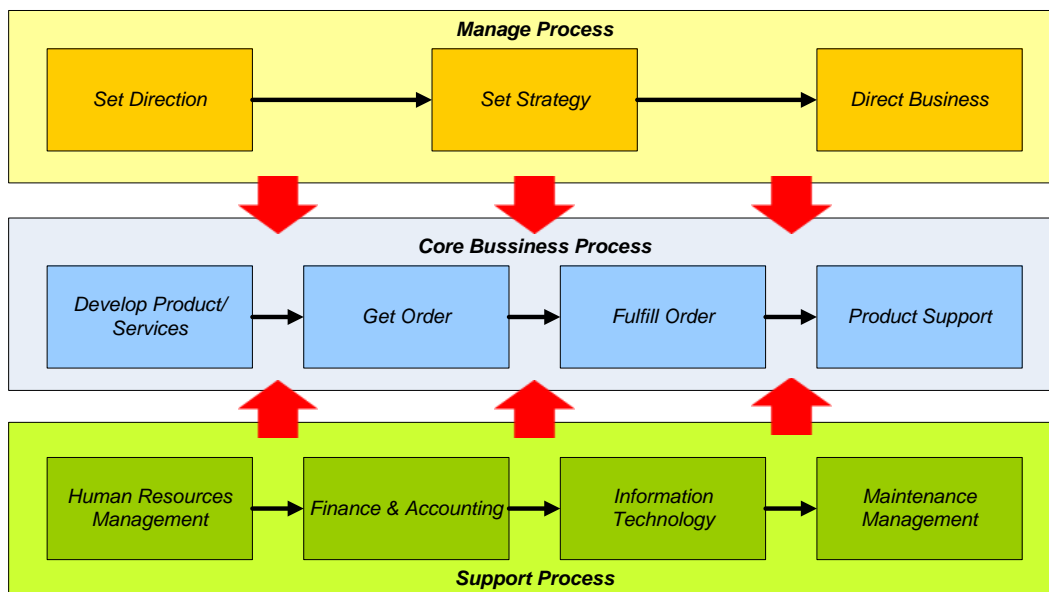 Manage Process
Set Direction
Set Strategy
Direct Business
Core Bussiness Process
Develop Product/
Services
Get Order
Fulfill Order
Product Support
Human Resources
Management
Finance & Accounting
Information
Technology
Maintenance
Management
Support Process